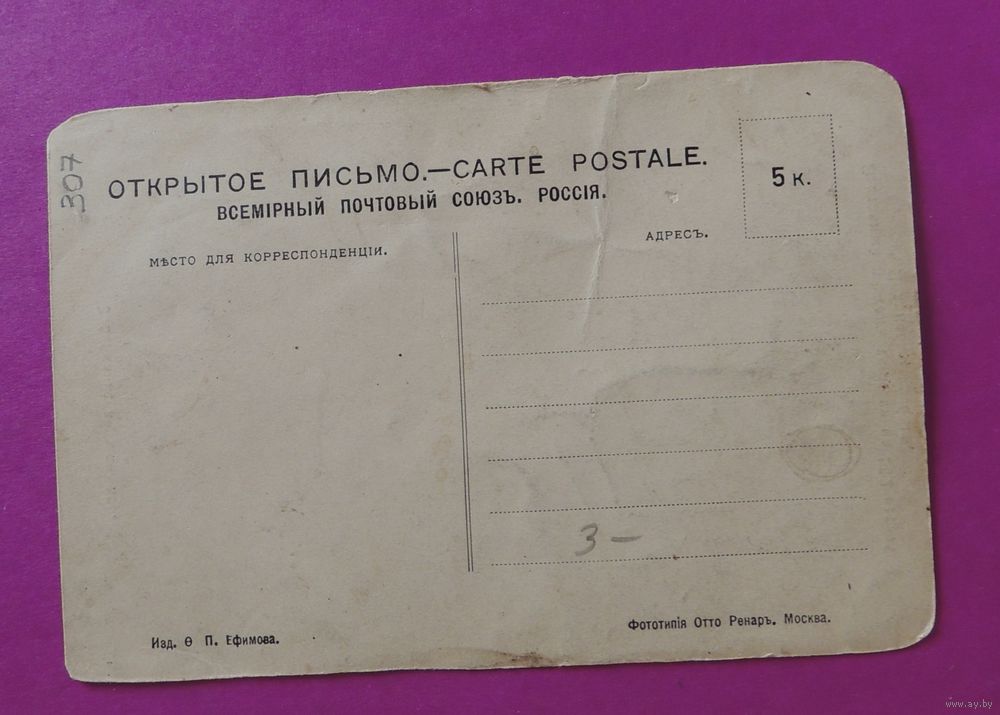 307
ОТКРЫТОЕ ПИСЬМО.—CARTE POSTALE.
ВСЕМІРНЫЙ ПОЧТОВЫЙ СОЮЗЪ. РОССІЯ.
5 к.
МѢСТО ДЛЯ КОРРЕСПОНДЕНЦІИ.
АДРЕСЪ.
3 —
Изд. Ѳ П. Ефимова.
Фототипія Отто Ренаръ. Москва.
www.ay.by